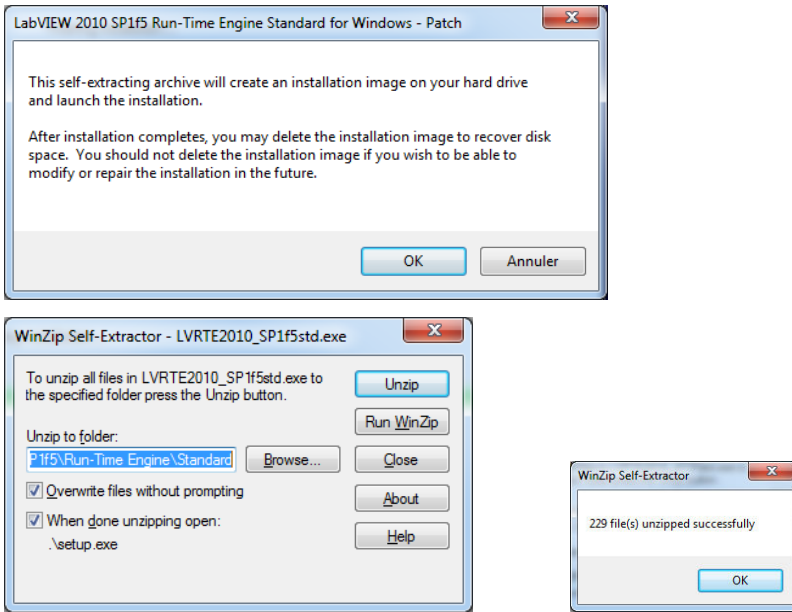 LabVIEW 2010 SP1f5 Run-Time Engine Standard for Windows - Patch
This self-extracting archive will create an installation image on your hard drive
and launch the installation.
After installation completes, you may delete the installation image to recover disk
space. You should not delete the installation image if you wish to be able to
modify or repair the installation in the future.
OK
Annuler
WinZip Self-Extractor - LVRTE2010_SP1f5std.exe
To unzip all files in LVRTE2010_SP1f5std.exe to
the specified folder press the Unzip button.
Unzip to folder:
P1f5\Run-Time Engine\Standard
Browse...
Overwrite files without prompting
When done unzipping open:
.\setup.exe
Unzip
Run WinZip
Close
About
Help
WinZip Self-Extractor
229 file(s) unzipped successfully
OK